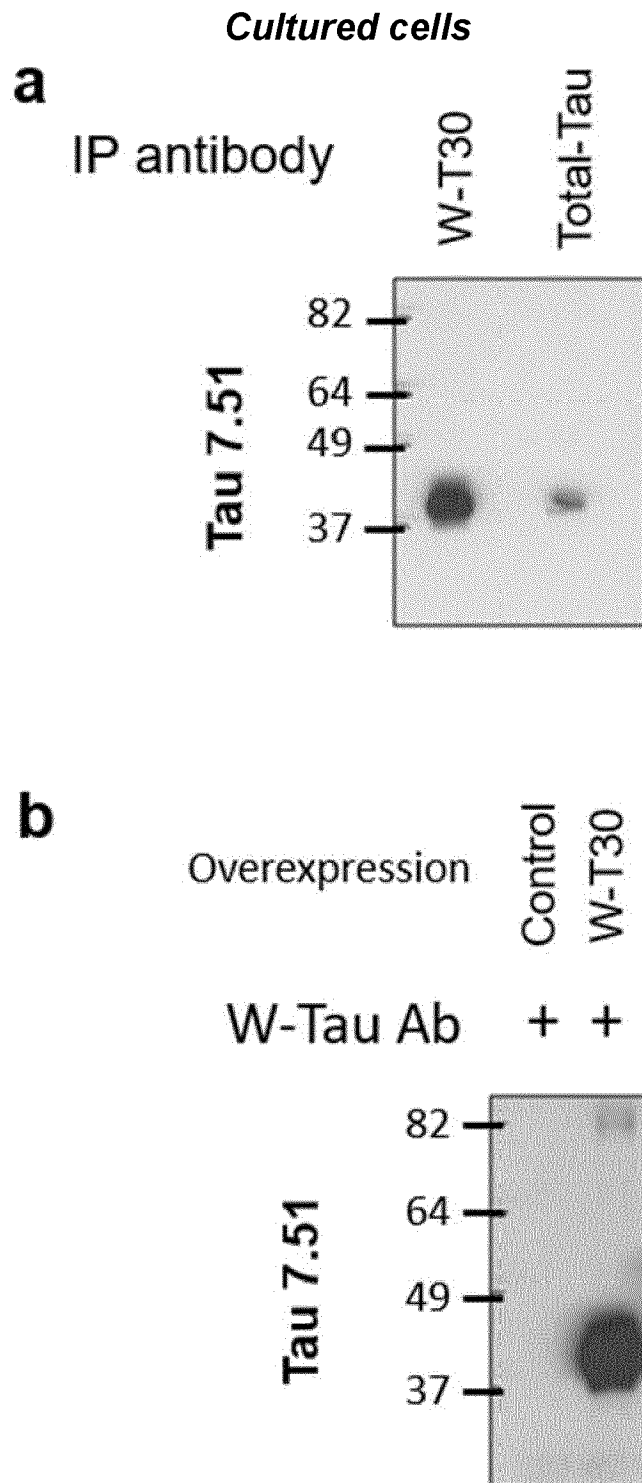 Cultured cells
a
IP antibody
W-T30
Total-Tau
Tau 7.51
82
64
49
37
b
Overexpression
Control
W-T30
W-Tau Ab + +
Tau 7.51
82
64
49
37